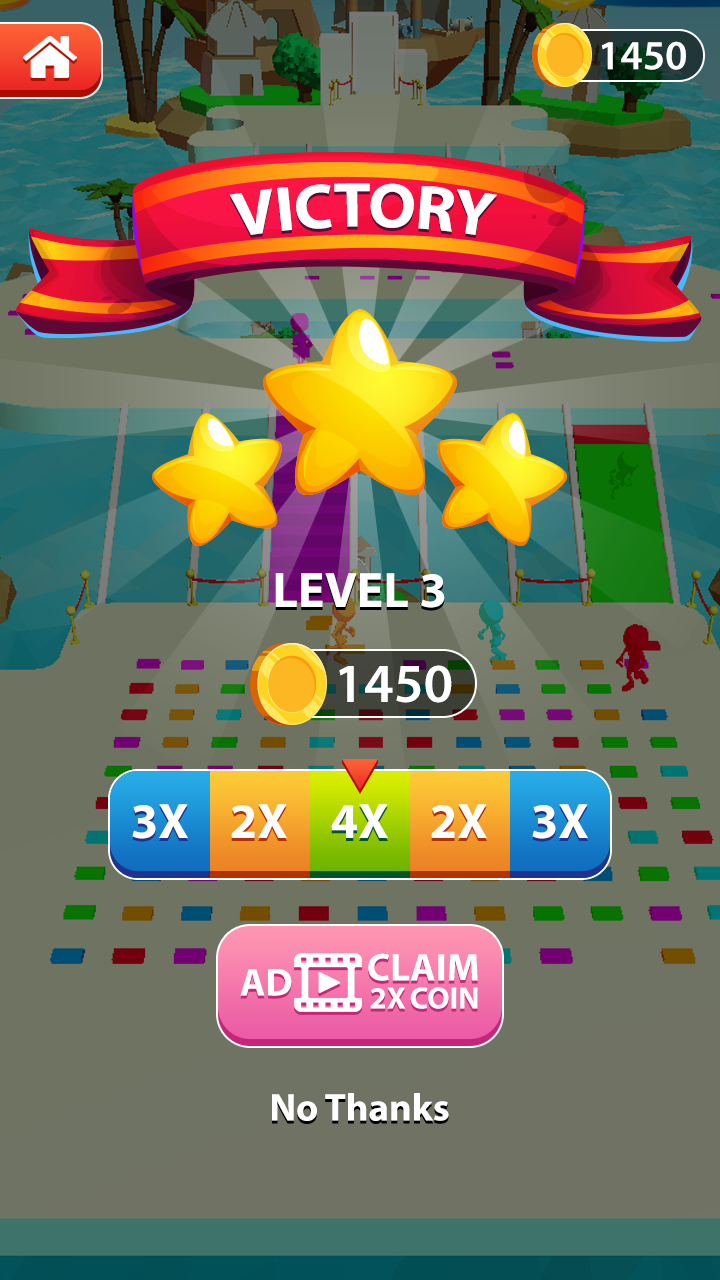 1450
VICTORY
LEVEL 3
1450
3X 2X 4X 2X 3X
AD CLAIM
2X COIN
No Thanks